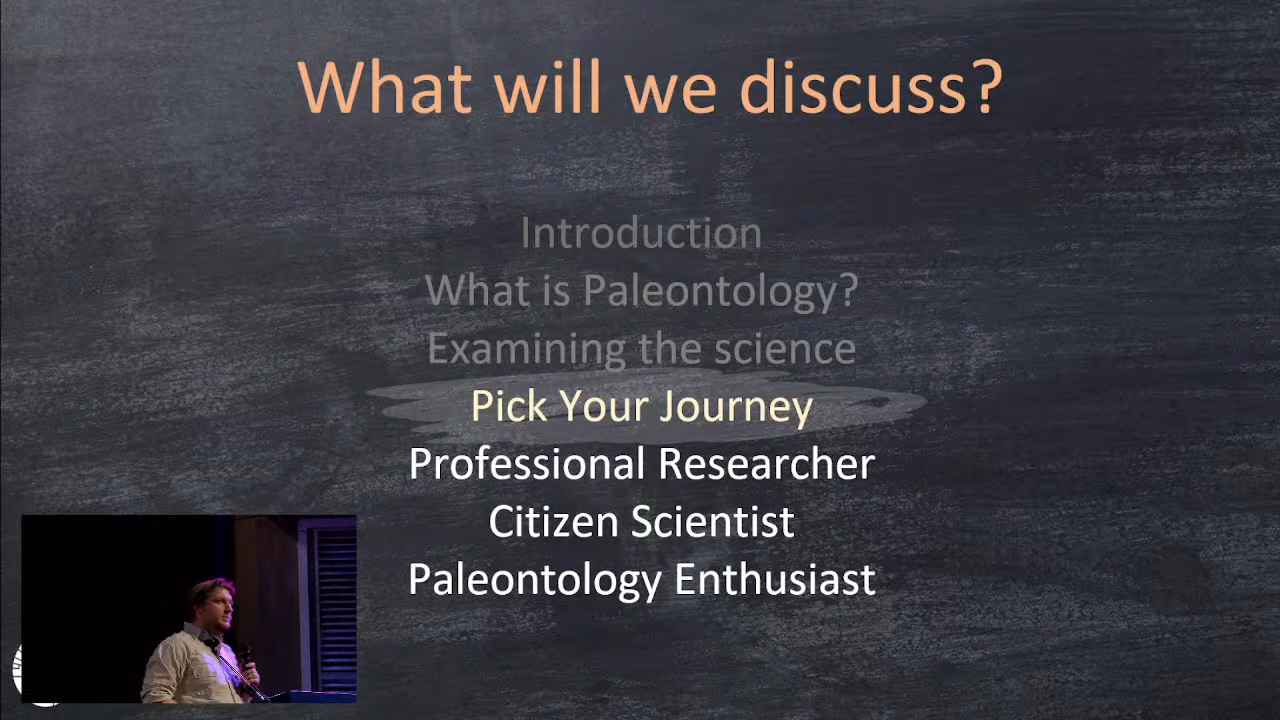 What will we discuss?
Introduction
What is Paleontology?
Examining the science
Pick Your Journey
Professional Researcher
Citizen Scientist
Paleontology Enthusiast